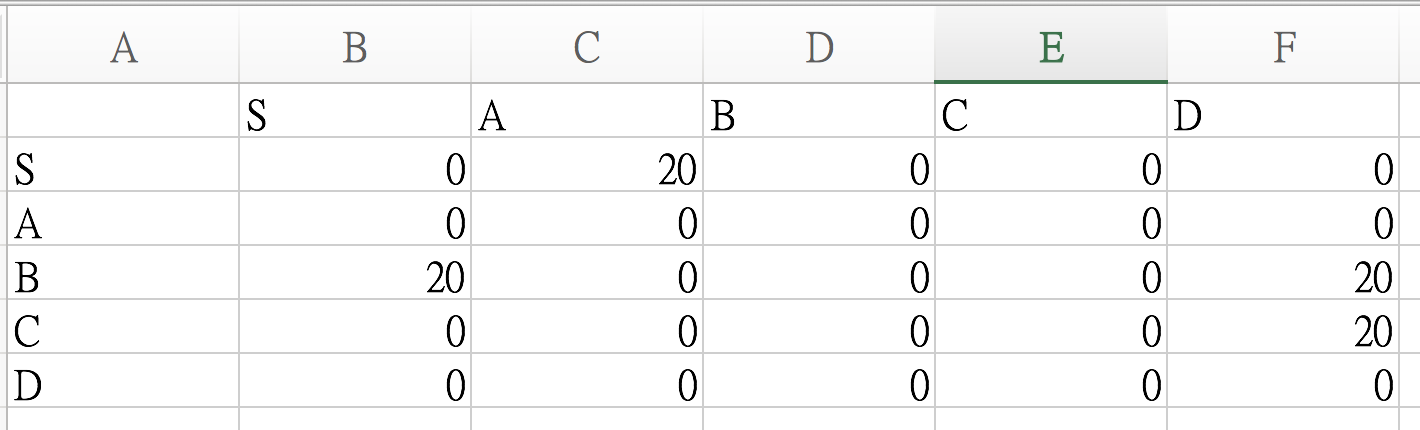 A B C D E F
S A B C D
S 0 20 0 0 0
A 0 0 0 0 0
B 20 0 0 0 20
C 0 0 0 0 20
D 0 0 0 0 0